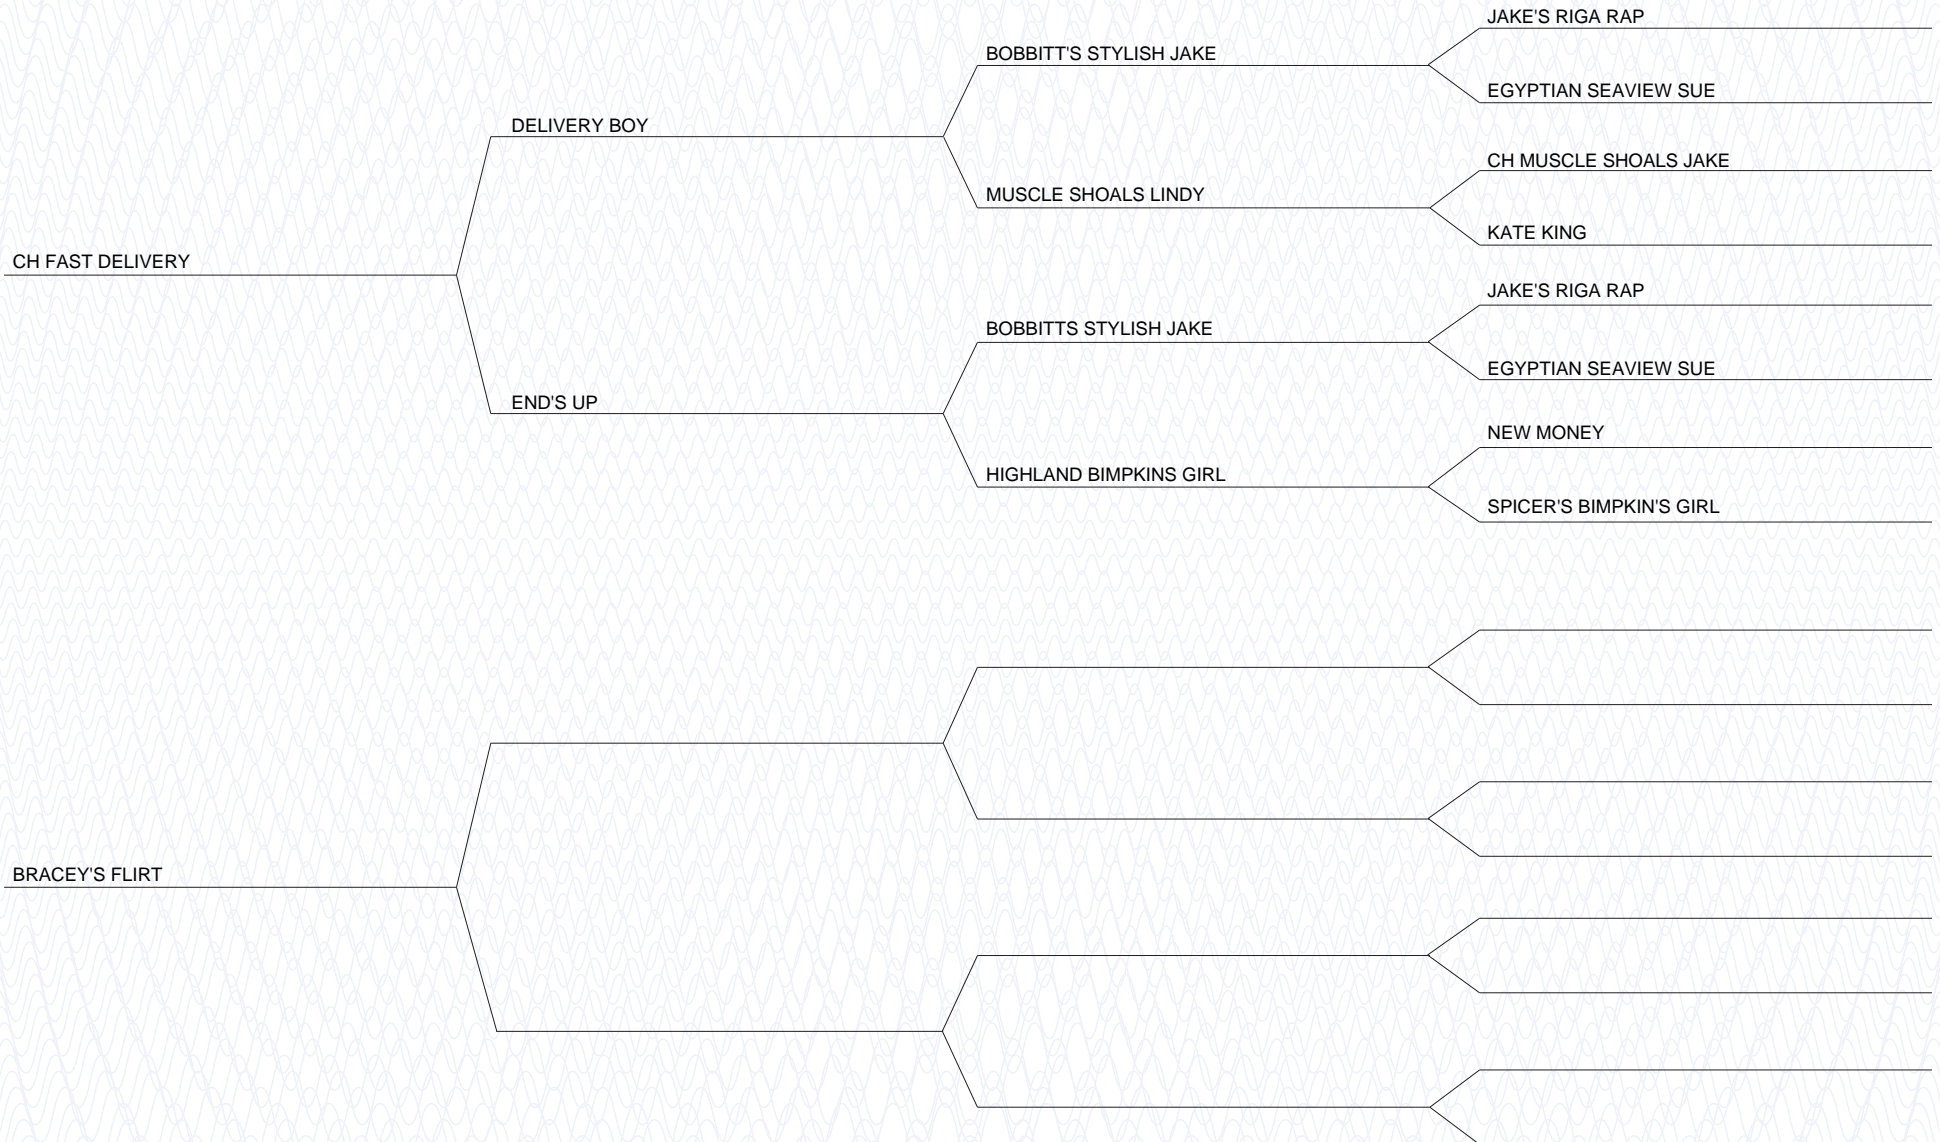 JAKE'S RIGA RAP
BOBBITT'S STYLISH JAKE
EGYPTIAN SEAVIEW SUE
DELIVERY BOY
CH MUSCLE SHOALS JAKE
MUSCLE SHOALS LINDY
KATE KING
CH FAST DELIVERY
JAKE'S RIGA RAP
BOBBITTS STYLISH JAKE
EGYPTIAN SEAVIEW SUE
END'S UP
NEW MONEY
HIGHLAND BIMPKINS GIRL
SPICER'S BIMPKIN'S GIRL
BRACEY'S FLIRT